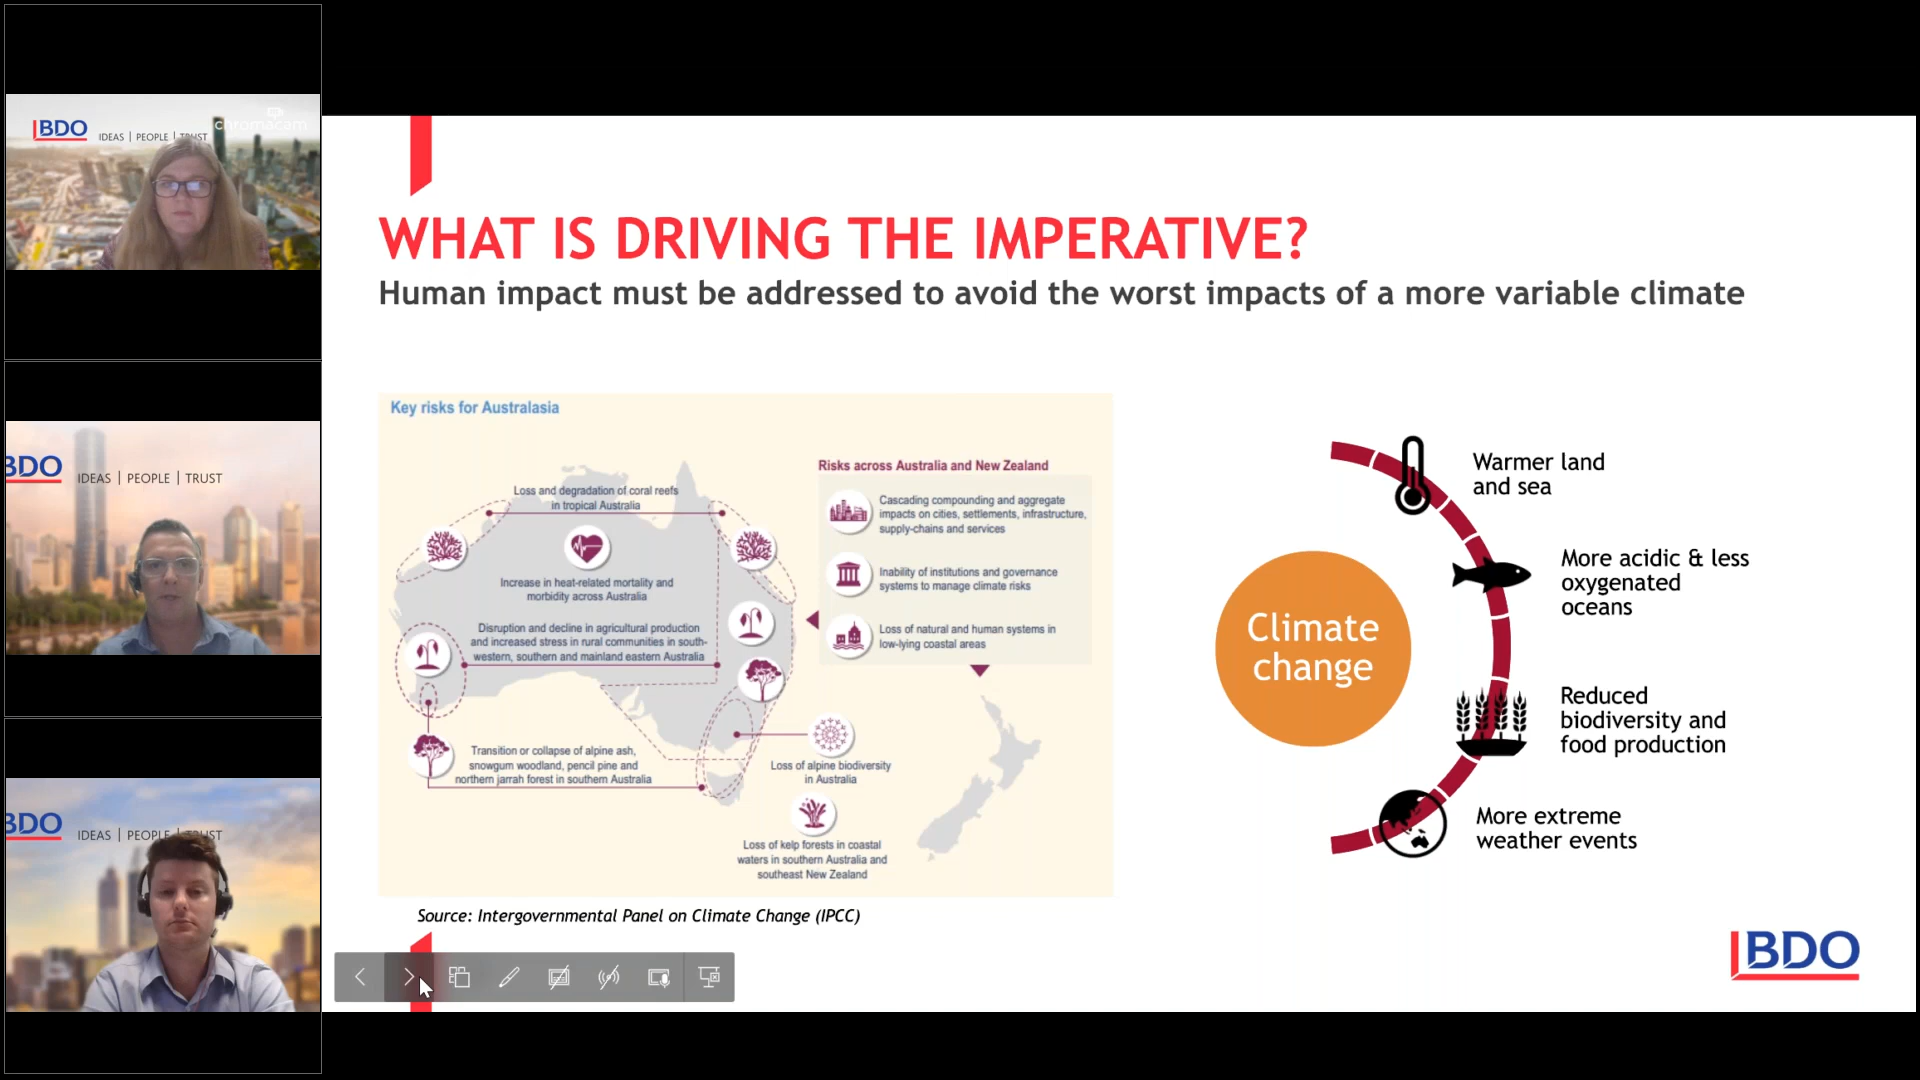 BDO IDEAS | PEOPLE | TRUST
chromacam
BDO IDEAS | PEOPLE | TRUST
BDO IDEAS | PEOPLE | TRUST
WHAT IS DRIVING THE IMPERATIVE?
Human impact must be addressed to avoid the worst impacts of a more variable climate
Key risks for Australasia
Loss and degradation of coral reefs
in tropical Australia
Increase in heat-related mortality and
morbidity across Australia
Disruption and decline in agricultural production
and increased stress in rural communities in south-
western, southern and mainland eastern Australia
Transition or collapse of alpine ash,
snowgum woodland, pencil pine and
northern jarrah forest in southern Australia
Loss of alpine biodiversity
in Australia
Loss of kelp forests in coastal
waters in southern Australia and
southeast New Zealand
Risks across Australia and New Zealand
Cascading compounding and aggregate
impacts on cities, settlements, infrastructure,
supply-chains and services
Inability of institutions and governance
systems to manage climate risks
Loss of natural and human systems in
low-lying coastal areas
Source: Intergovernmental Panel on Climate Change (IPCC)
Climate
change
Warmer land
and sea
More acidic & less
oxygenated
oceans
Reduced
biodiversity and
food production
More extreme
weather events
BDO